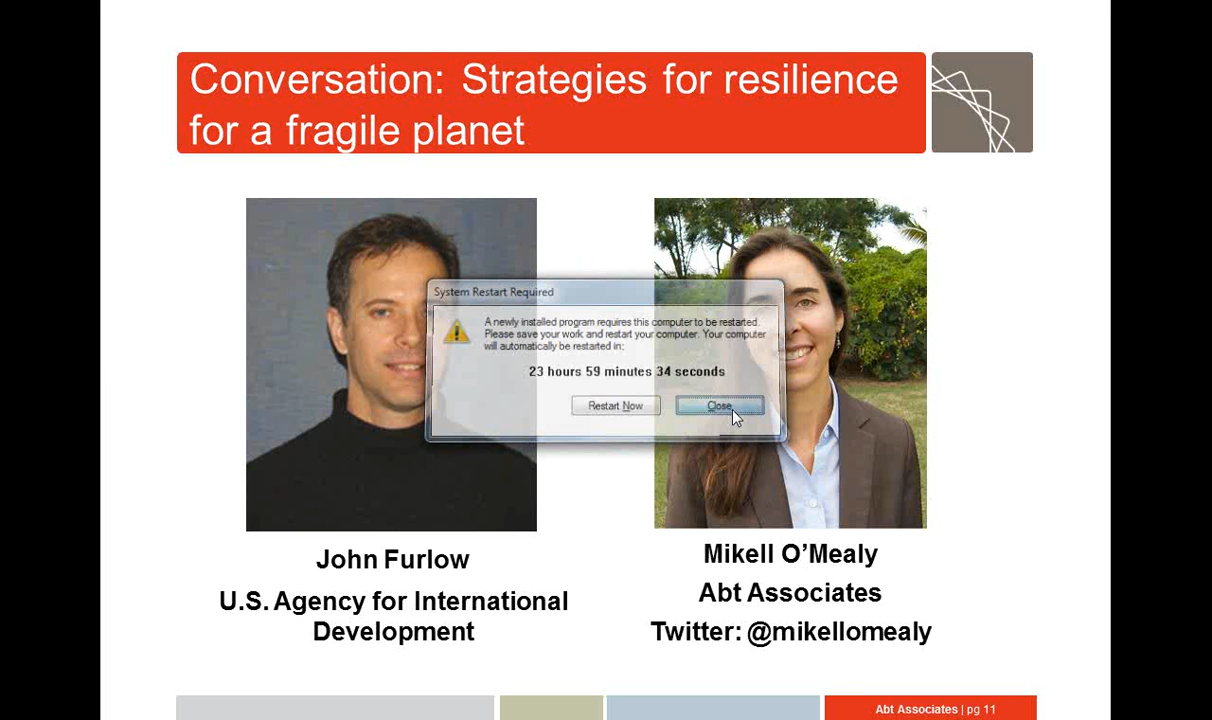 Conversation: Strategies for resilience
for a fragile planet
System Restart Required
A newly installed program requires this computer to be restarted.
Please save your work and restart your computer. Your computer
will automatically be restarted in:
23 hours 59 minutes 34 seconds
Restart Now
Close
John Furlow
U.S. Agency for International
Development
Mikell O’Mealy
Abt Associates
Twitter: @mikellomealy
Abt Associates | pg 11